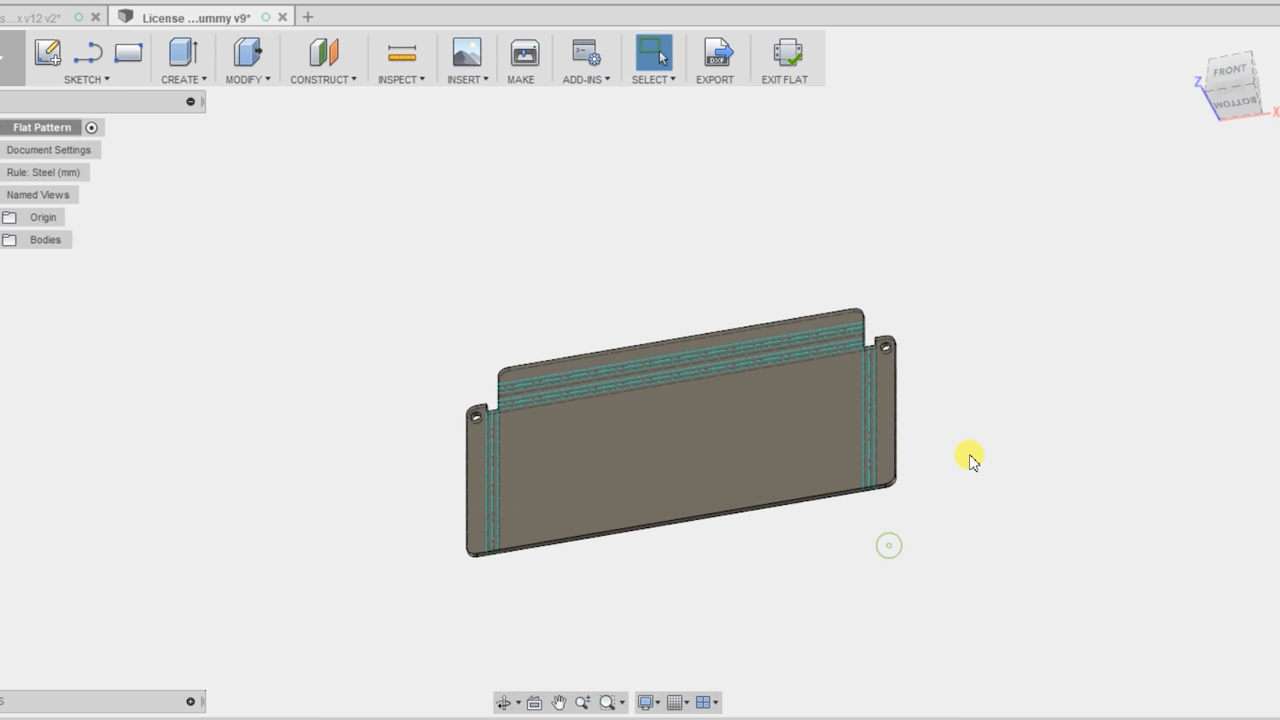 s...x v12 v2*
License ...ummy v9*
SKETCH
CREATE
MODIFY
CONSTRUCT
INSPECT
INSERT
MAKE
ADD-INS
SELECT
DXF
EXPORT
EXIT FLAT
Z
FRONT
BOTTOM
X
Flat Pattern
Document Settings
Rule: Steel (mm)
Named Views
Origin
Bodies
S